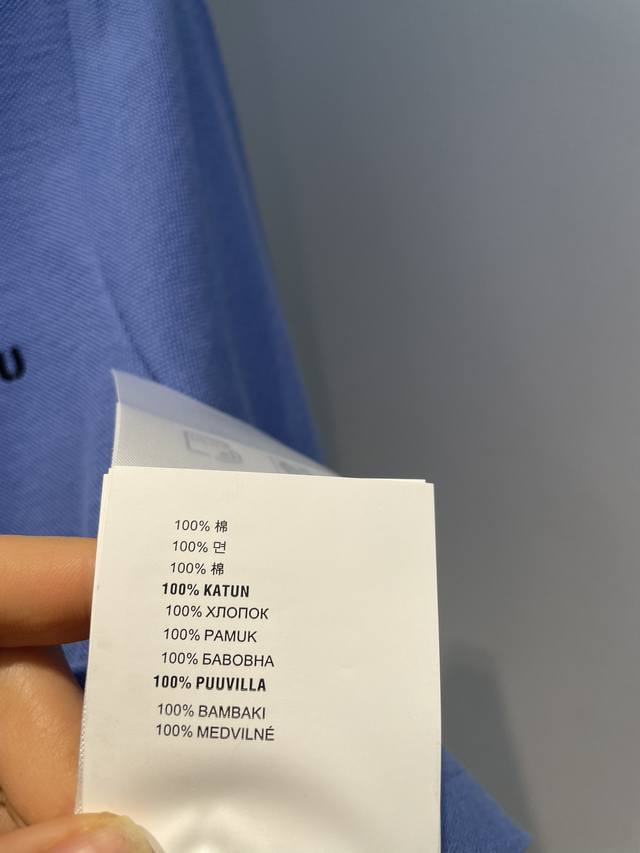 U
100% 棉
100% 면
100% 棉
100% KATUN
100% ХЛОПОК
100% PAMUK
100% БАВОВНА
100% PUUVILLA
100% BAMBAKI
100% MEDVILNÉ